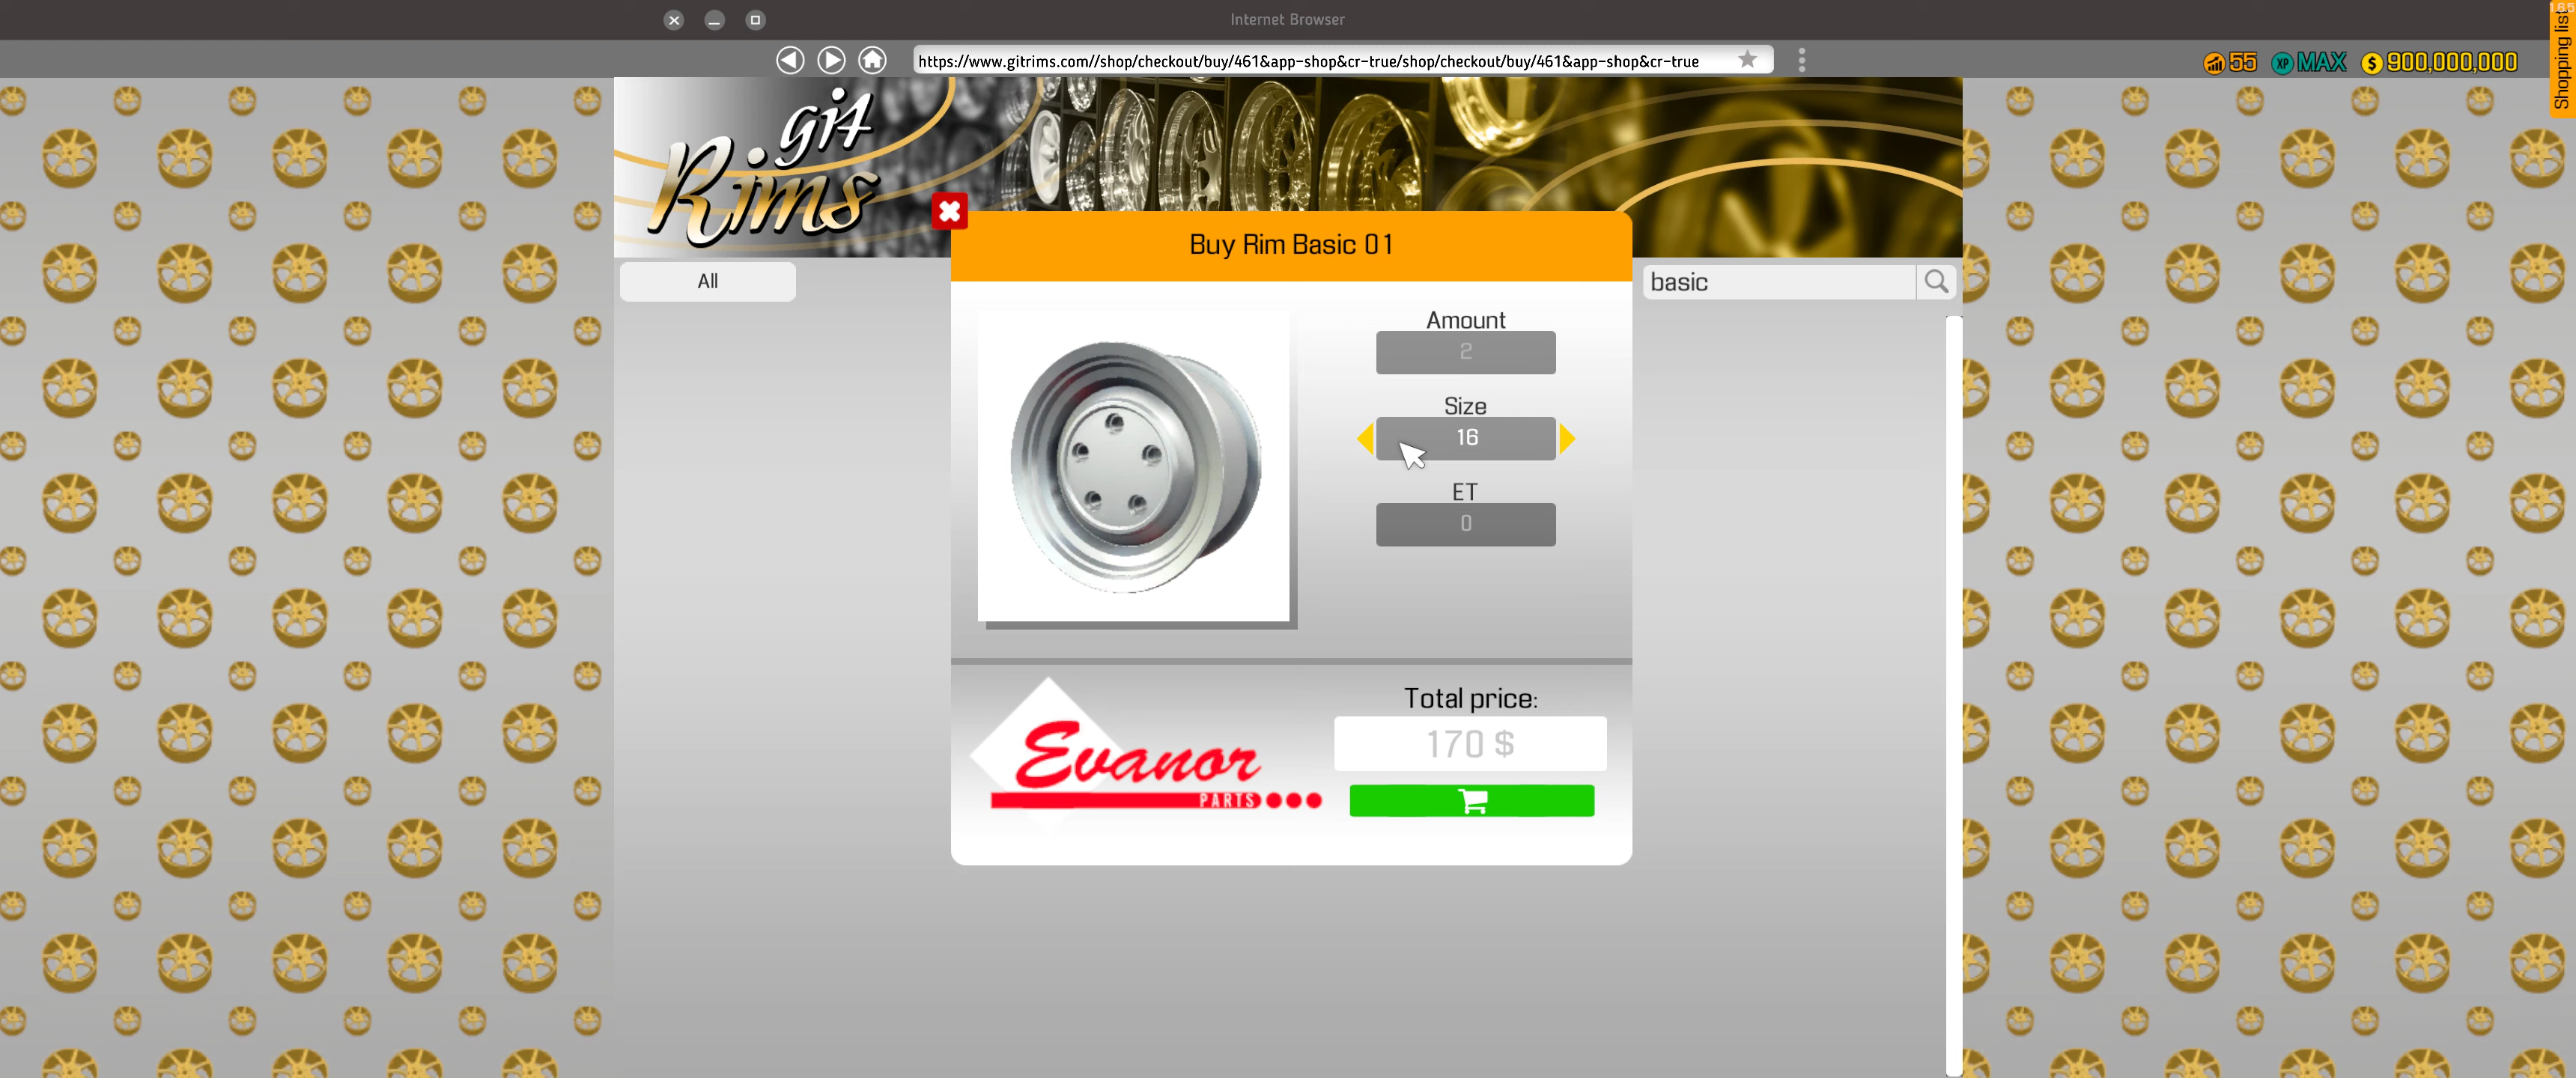 Internet Browser
165
https://www.gitrims.com//shop/checkout/buy/461&app-shop&cr-true/shop/checkout/buy/461&app-shop&cr-true
55 XP MAX $ 900,000,000
Shopping list
git
Rims
Buy Rim Basic 01
All
basic
Amount
2
Size
16
ET
0
Total price:
170 $
Evanor
PARTS